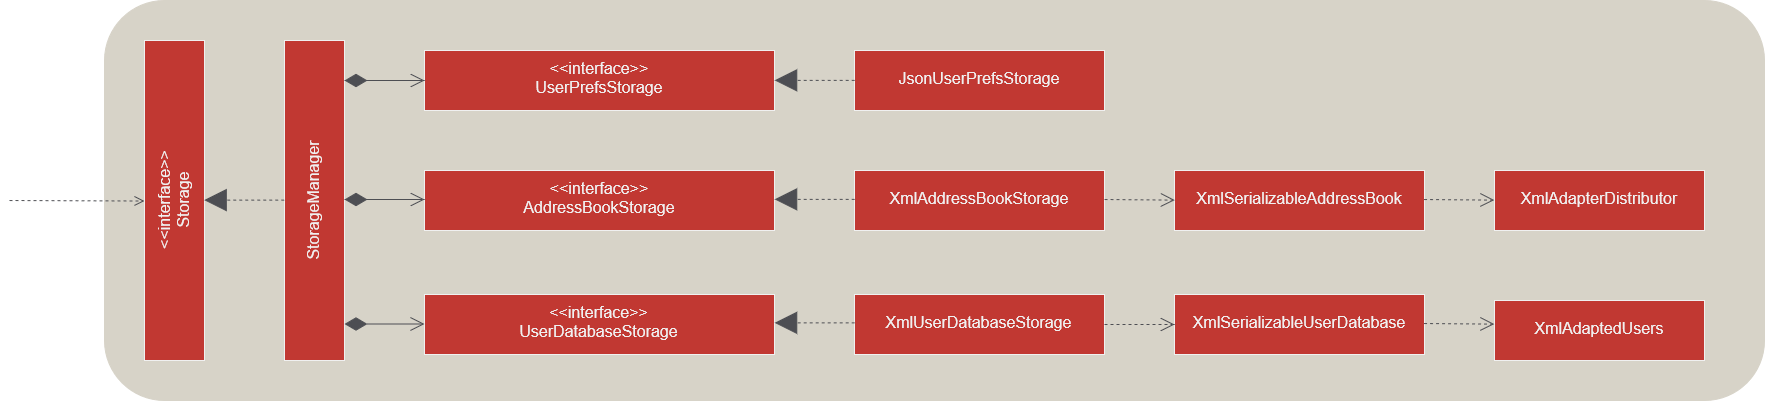 <<interface>>
Storage
StorageManager
<<interface>>
UserPrefsStorage
JsonUserPrefsStorage
<<interface>>
AddressBookStorage
XmlAddressBookStorage
XmlSerializableAddressBook
XmlAdapterDistributor
<<interface>>
UserDatabaseStorage
XmlUserDatabaseStorage
XmlSerializableUserDatabase
XmlAdaptedUsers